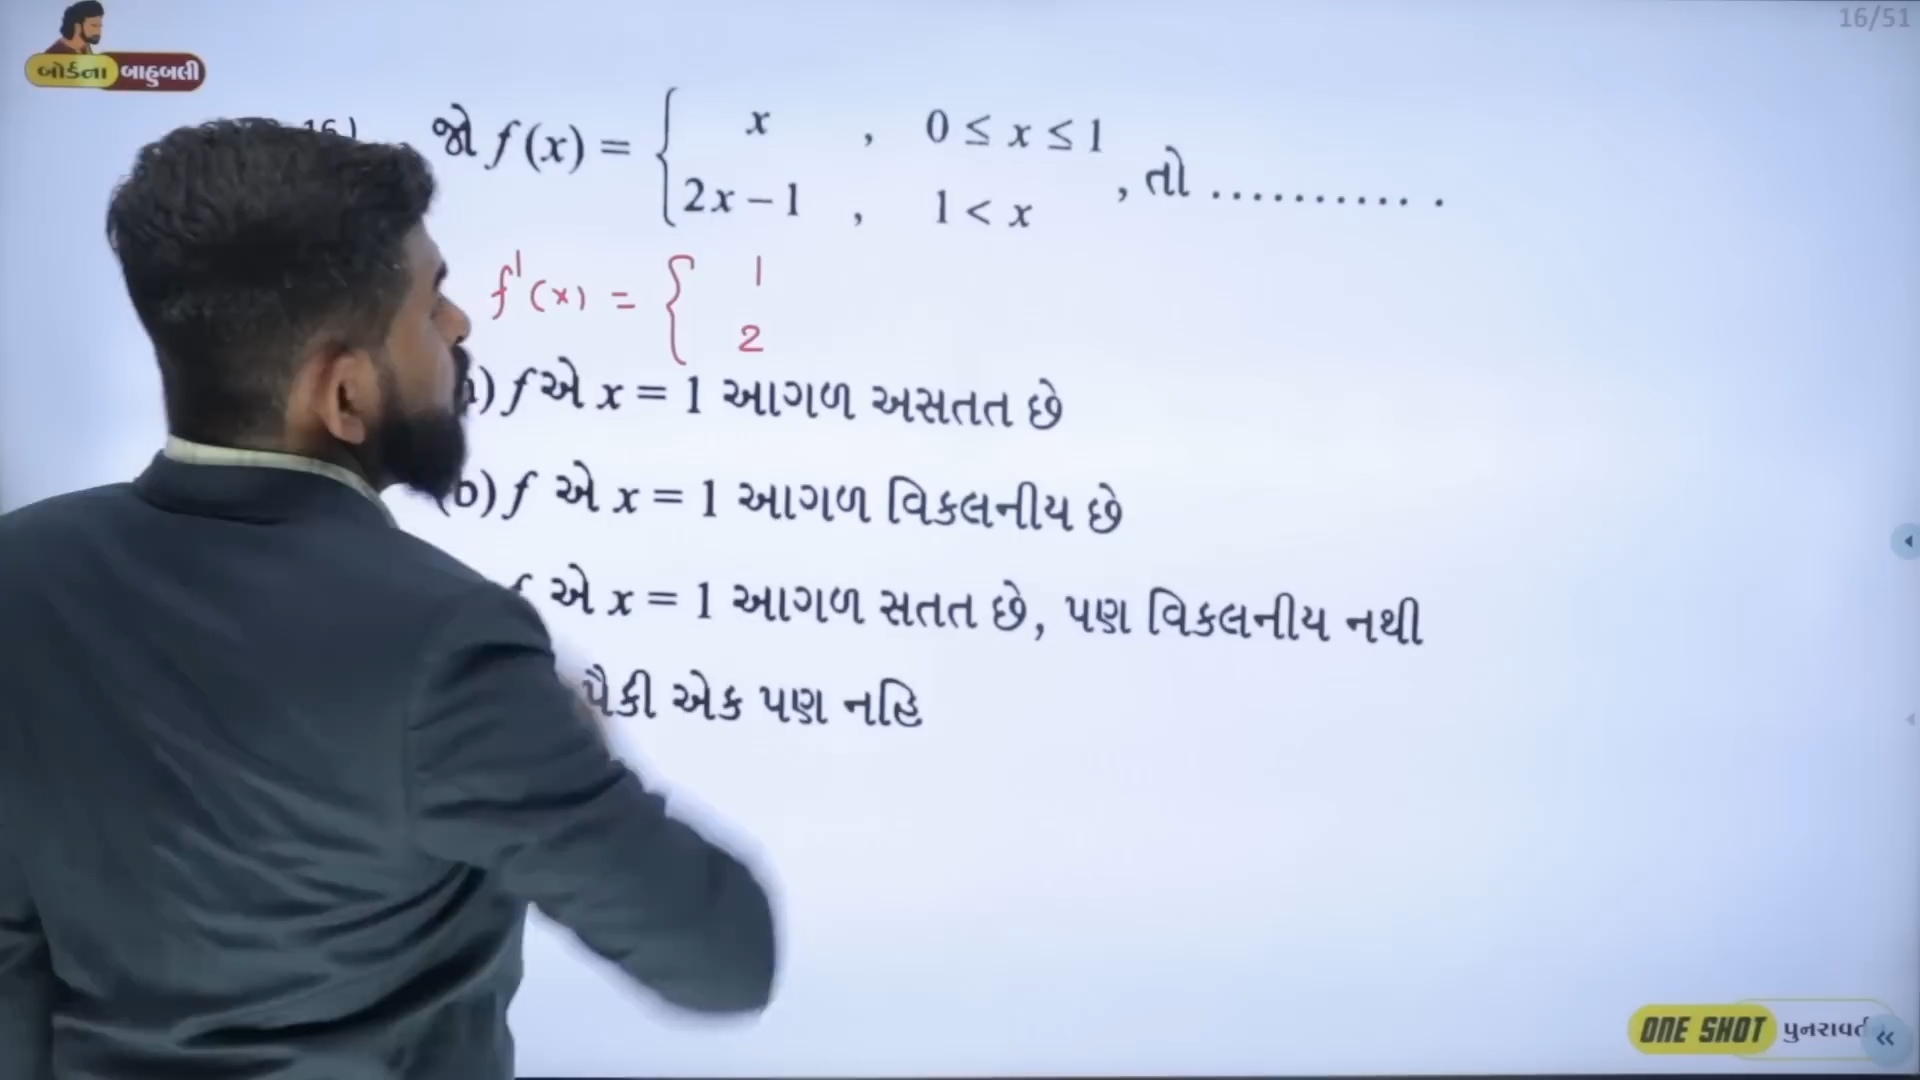 16/51
બોર્ડના બાહુબલી
16)
જો f(x) = { x , 0 ≤ x ≤ 1
2x – 1 , 1 < x , તો ........... .
f'(x) = { 1
2
) f એ x = 1 આગળ અસતત છે
(b) f એ x = 1 આગળ વિકલનીય છે
f એ x = 1 આગળ સતત છે, પણ વિકલનીય નથી
પૈકી એક પણ નહિ
ONE SHOT